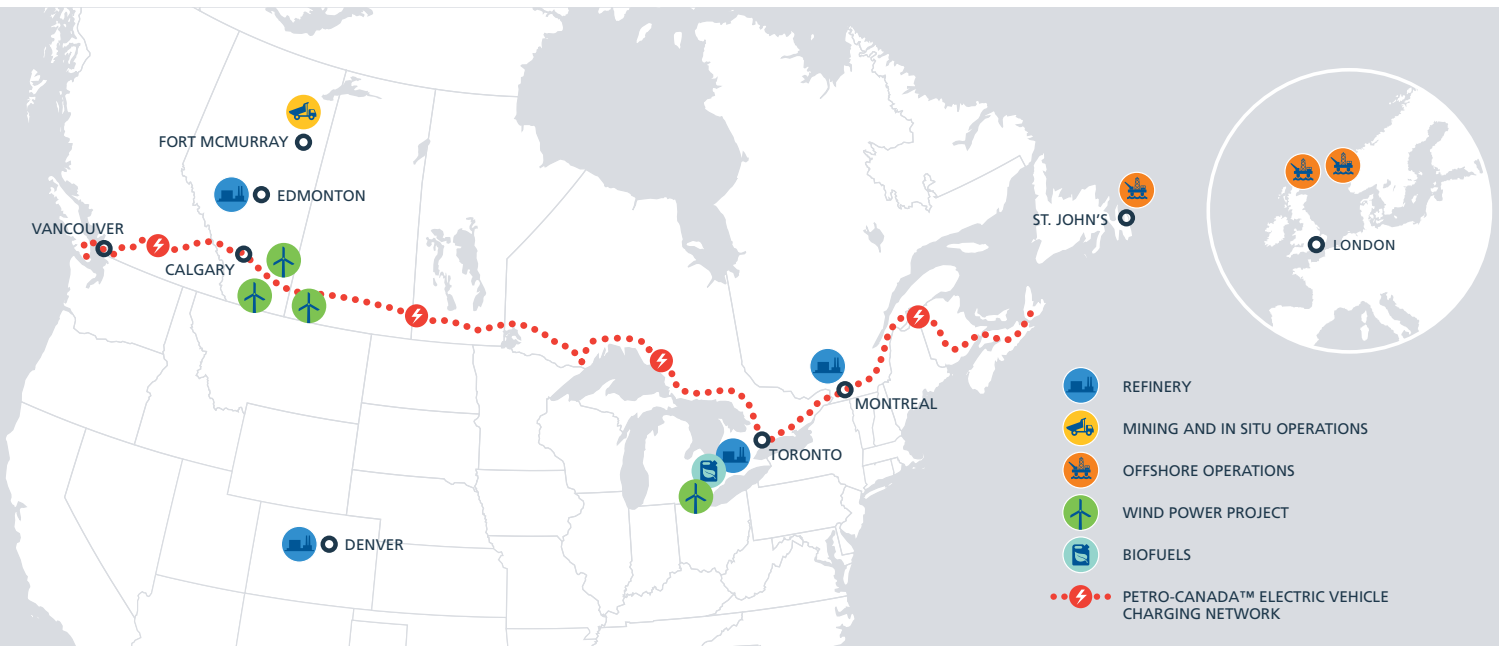 FORT MCMURRAY
EDMONTON
VANCOUVER
CALGARY
ST. JOHN'S
LONDON
MONTREAL
TORONTO
DENVER
REFINERY
MINING AND IN SITU OPERATIONS
OFFSHORE OPERATIONS
WIND POWER PROJECT
BIOFUELS
PETRO-CANADA™ ELECTRIC VEHICLE
CHARGING NETWORK